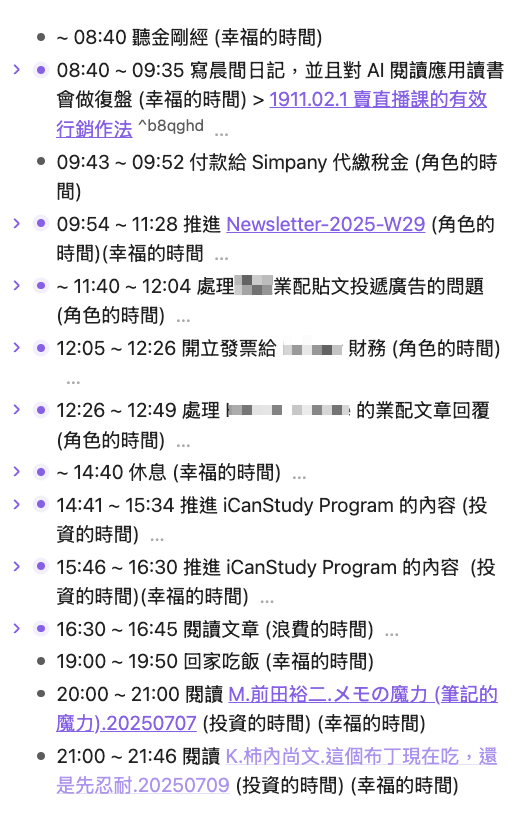 ~ 08:40 聽金剛經 (幸福的時間)
08:40 ~ 09:35 寫晨間日記，並且對 AI 閱讀應用讀書
會做復盤 (幸福的時間) > 1911.02.1 賣直播課的有效
行銷作法 ^b8qghd ...
09:43 ~ 09:52 付款給 Simpany 代繳稅金 (角色的時
間)
09:54 ~ 11:28 推進 Newsletter-2025-W29 (角色的
時間)(幸福的時間 ...
~ 11:40 ~ 12:04 處理業配貼文投遞廣告的問題
(角色的時間) ...
12:05 ~ 12:26 開立發票給 財務 (角色的時間)
...
12:26 ~ 12:49 處理 的業配文章回覆
(角色的時間) ...
~ 14:40 休息 (幸福的時間) ...
14:41 ~ 15:34 推進 iCanStudy Program 的內容 (投
資的時間) ...
15:46 ~ 16:30 推進 iCanStudy Program 的內容 (投
資的時間)(幸福的時間) ...
16:30 ~ 16:45 閱讀文章 (浪費的時間) ...
19:00 ~ 19:50 回家吃飯 (幸福的時間)
20:00 ~ 21:00 閱讀 M.前田裕二.メモの魔力 (筆記的
魔力).20250707 (投資的時間) (幸福的時間)
21:00 ~ 21:46 閱讀 K.柿內尚文.這個布丁現在吃，還
是先忍耐.20250709 (投資的時間) (幸福的時間)